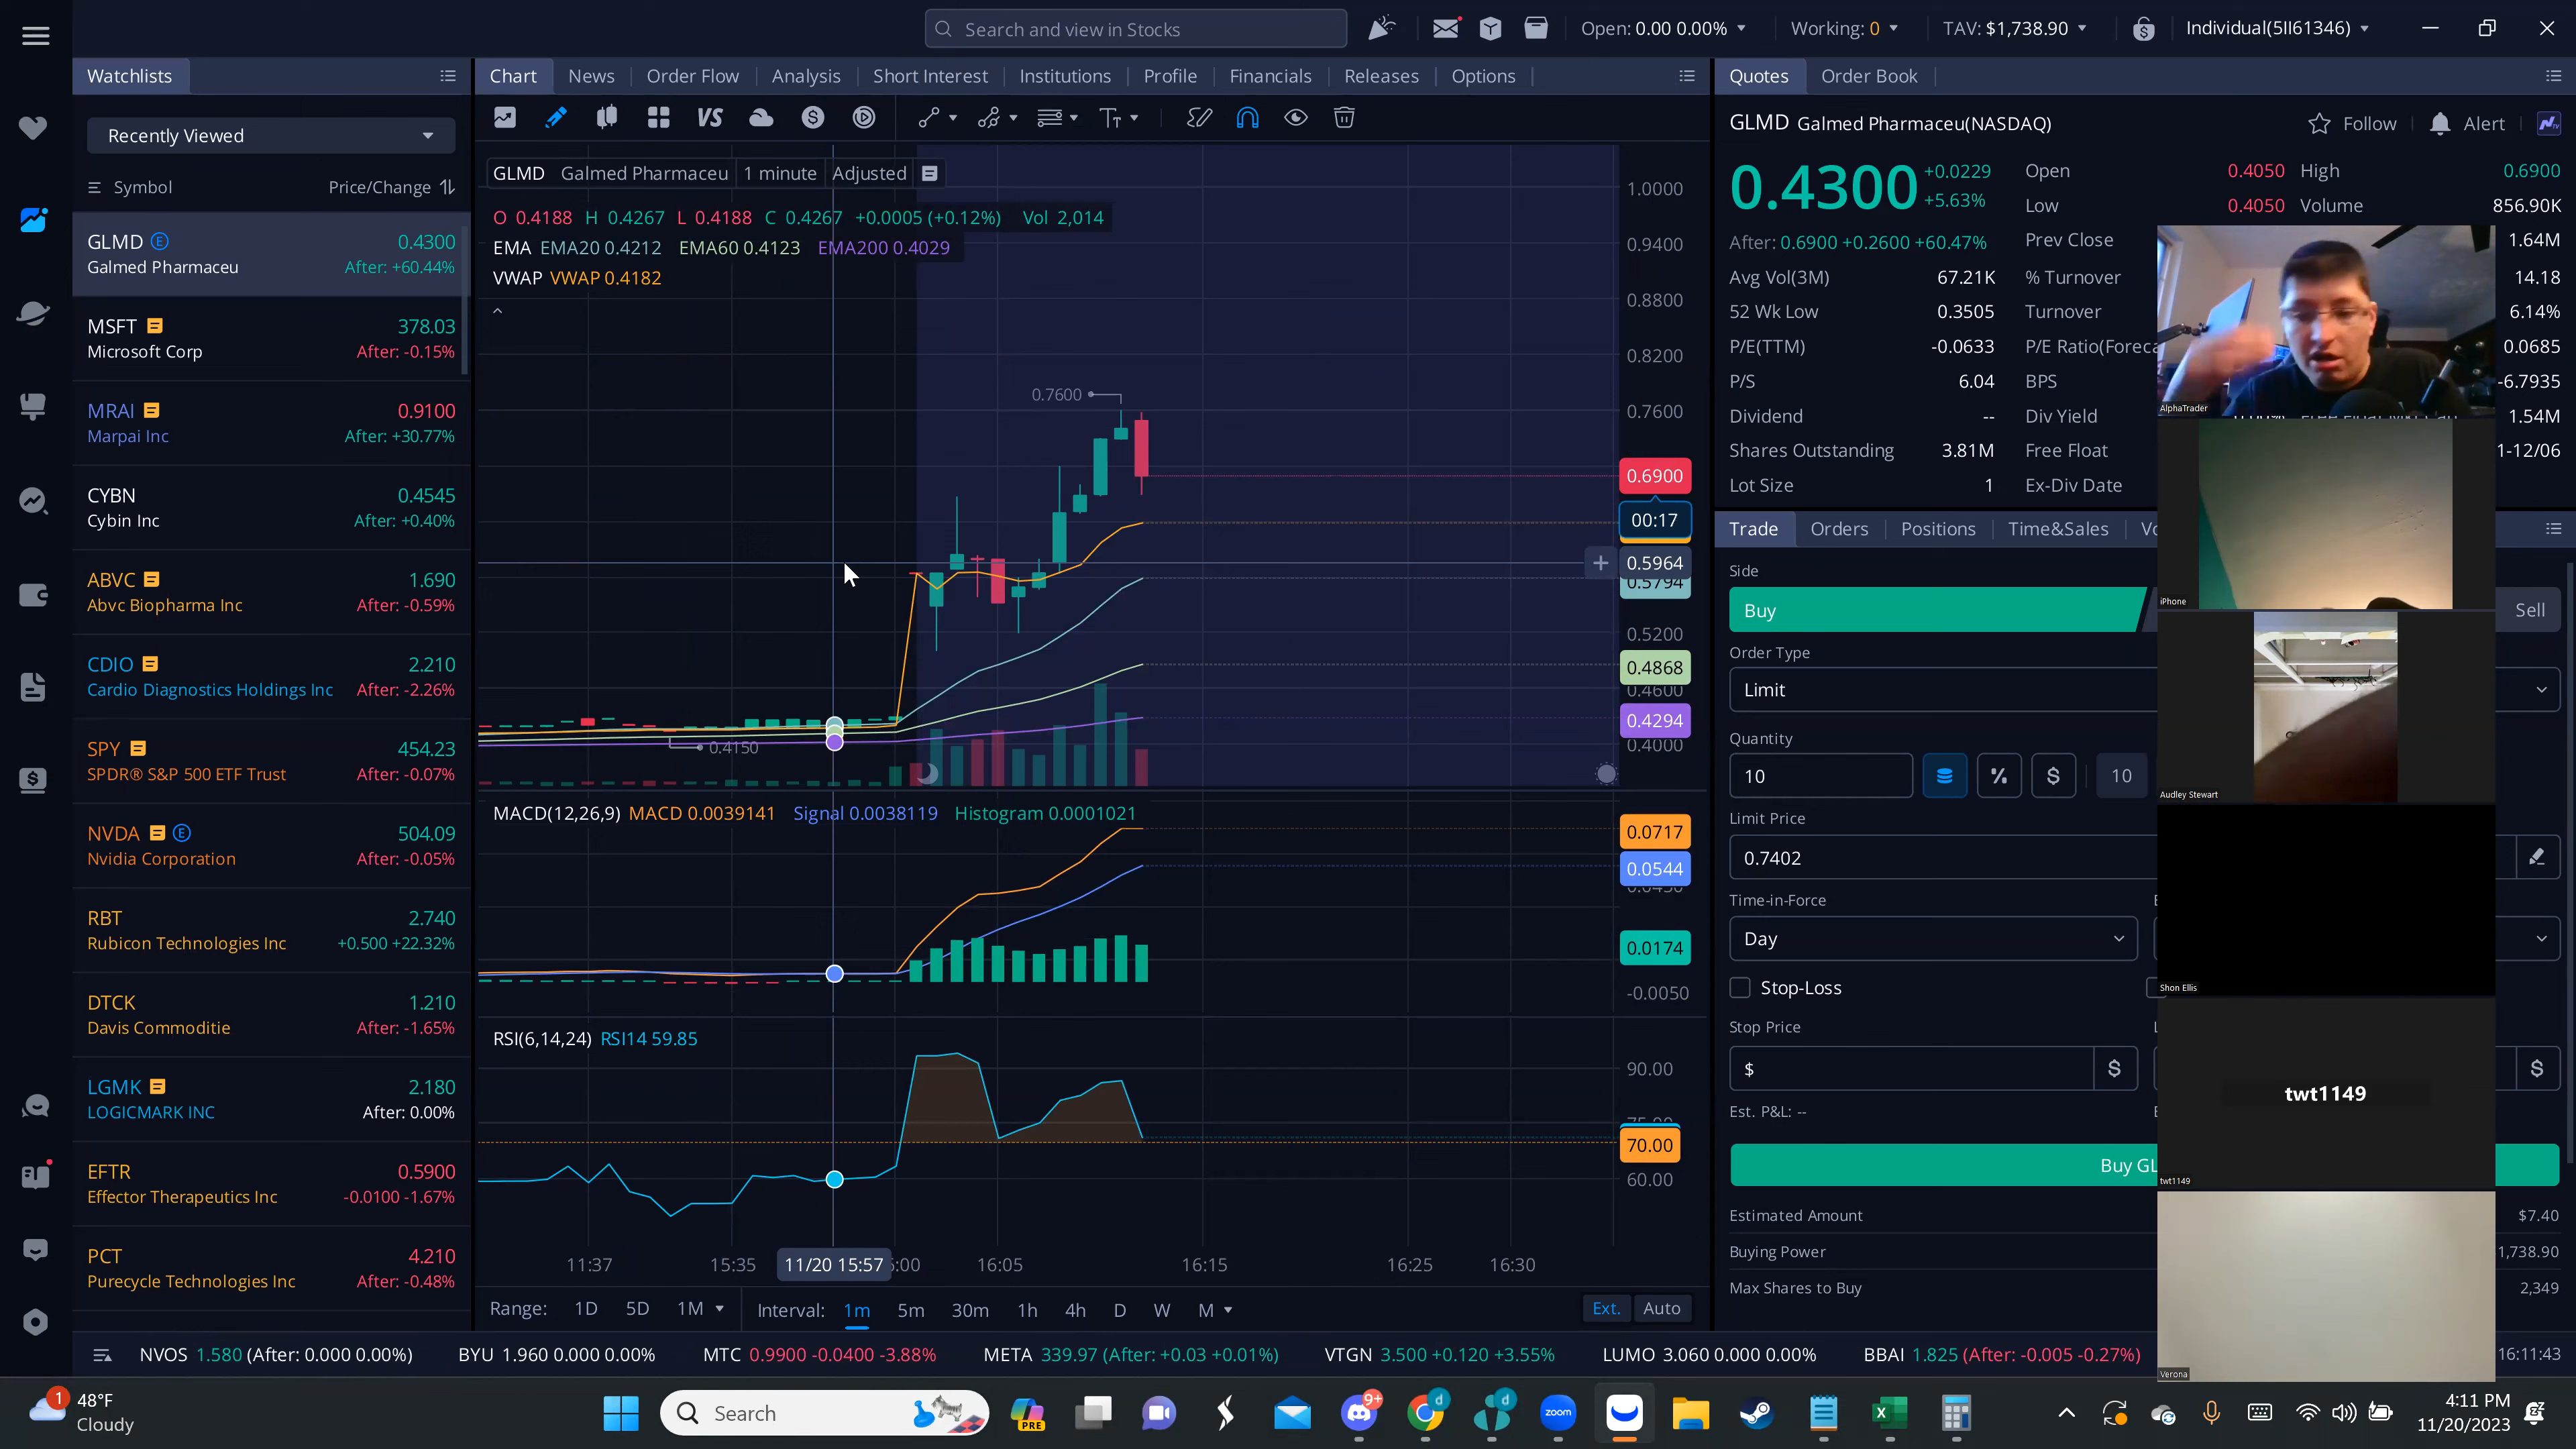 Search and view in Stocks
Open: 0.00 0.00%
Working: 0
TAV: $1,738.90
Individual(5II61346)
Watchlists
Recently Viewed
Symbol Price/Change
GLMD E 0.4300
Galmed Pharmaceu After: +60.44%
MSFT 378.03
Microsoft Corp After: -0.15%
MRAI 0.9100
Marpai Inc After: +30.77%
CYBN 0.4545
Cybin Inc After: +0.40%
ABVC 1.690
Abvc Biopharma Inc After: -0.59%
CDIO 2.210
Cardio Diagnostics Holdings Inc After: -2.26%
SPY 454.23
SPDR® S&P 500 ETF Trust After: -0.07%
NVDA E 504.09
Nvidia Corporation After: -0.05%
RBT 2.740
Rubicon Technologies Inc +0.500 +22.32%
DTCK 1.210
Davis Commoditie After: -1.65%
LGMK 2.180
LOGICMARK INC After: 0.00%
EFTR 0.5900
Effector Therapeutics Inc -0.0100 -1.67%
PCT 4.210
Purecycle Technologies Inc After: -0.48%
Chart News Order Flow Analysis Short Interest Institutions Profile Financials Releases Options
VS
GLMD Galmed Pharmaceu 1 minute Adjusted
O 0.4188 H 0.4267 L 0.4188 C 0.4267 +0.0005 (+0.12%) Vol 2,014
EMA EMA20 0.4212 EMA60 0.4123 EMA200 0.4029
VWAP VWAP 0.4182
0.7600
0.4150
1.0000
0.9400
0.8800
0.8200
0.7600
0.6900
00:17
0.5964
0.5794
0.5200
0.4868
0.4600
0.4294
0.4000
MACD(12,26,9) MACD 0.0039141 Signal 0.0038119 Histogram 0.0001021
0.0717
0.0544
0.0174
-0.0050
RSI(6,14,24) RSI14 59.85
90.00
70.00
60.00
11:37 15:35 11/20 15:57 16:05 16:15 16:25 16:30
Range: 1D 5D 1M Interval: 1m 5m 30m 1h 4h D W M Ext. Auto
Quotes Order Book
GLMD Galmed Pharmaceu(NASDAQ) Follow Alert
0.4300 +0.0229
+5.63%
After: 0.6900 +0.2600 +60.47%
Open 0.4050 High 0.6900
Low 0.4050 Volume 856.90K
Prev Close 1.64M
Avg Vol(3M) 67.21K % Turnover 14.18
52 Wk Low 0.3505 Turnover 6.14%
P/E(TTM) -0.0633 P/E Ratio(Foreca 0.0685
P/S 6.04 BPS -6.7935
Dividend -- Div Yield 1.54M
Shares Outstanding 3.81M Free Float 1-12/06
Lot Size 1 Ex-Div Date
Trade Orders Positions Time&Sales
Side
Buy Sell
Order Type
Limit
Quantity
10 % $ 10
Limit Price
0.7402
Time-in-Force
Day
Stop-Loss
Stop Price
$ $ $
Est. P&L: --
Buy GL
Estimated Amount $7.40
Buying Power 1,738.90
Max Shares to Buy 2,349
AlphaTrader
iPhone
Audley Stewart
Shon Ellis
twt1149
twt1149
Verona
NVOS 1.580 (After: 0.000 0.00%) BYU 1.960 0.000 0.00% MTC 0.9900 -0.0400 -3.88% META 339.97 (After: +0.03 +0.01%) VTGN 3.500 +0.120 +3.55% LUMO 3.060 0.000 0.00% BBAI 1.825 (After: -0.005 -0.27%) 16:11:43
1
48°F
Cloudy
Search
PRE
9+
d
d
zoom
4:11 PM
11/20/2023